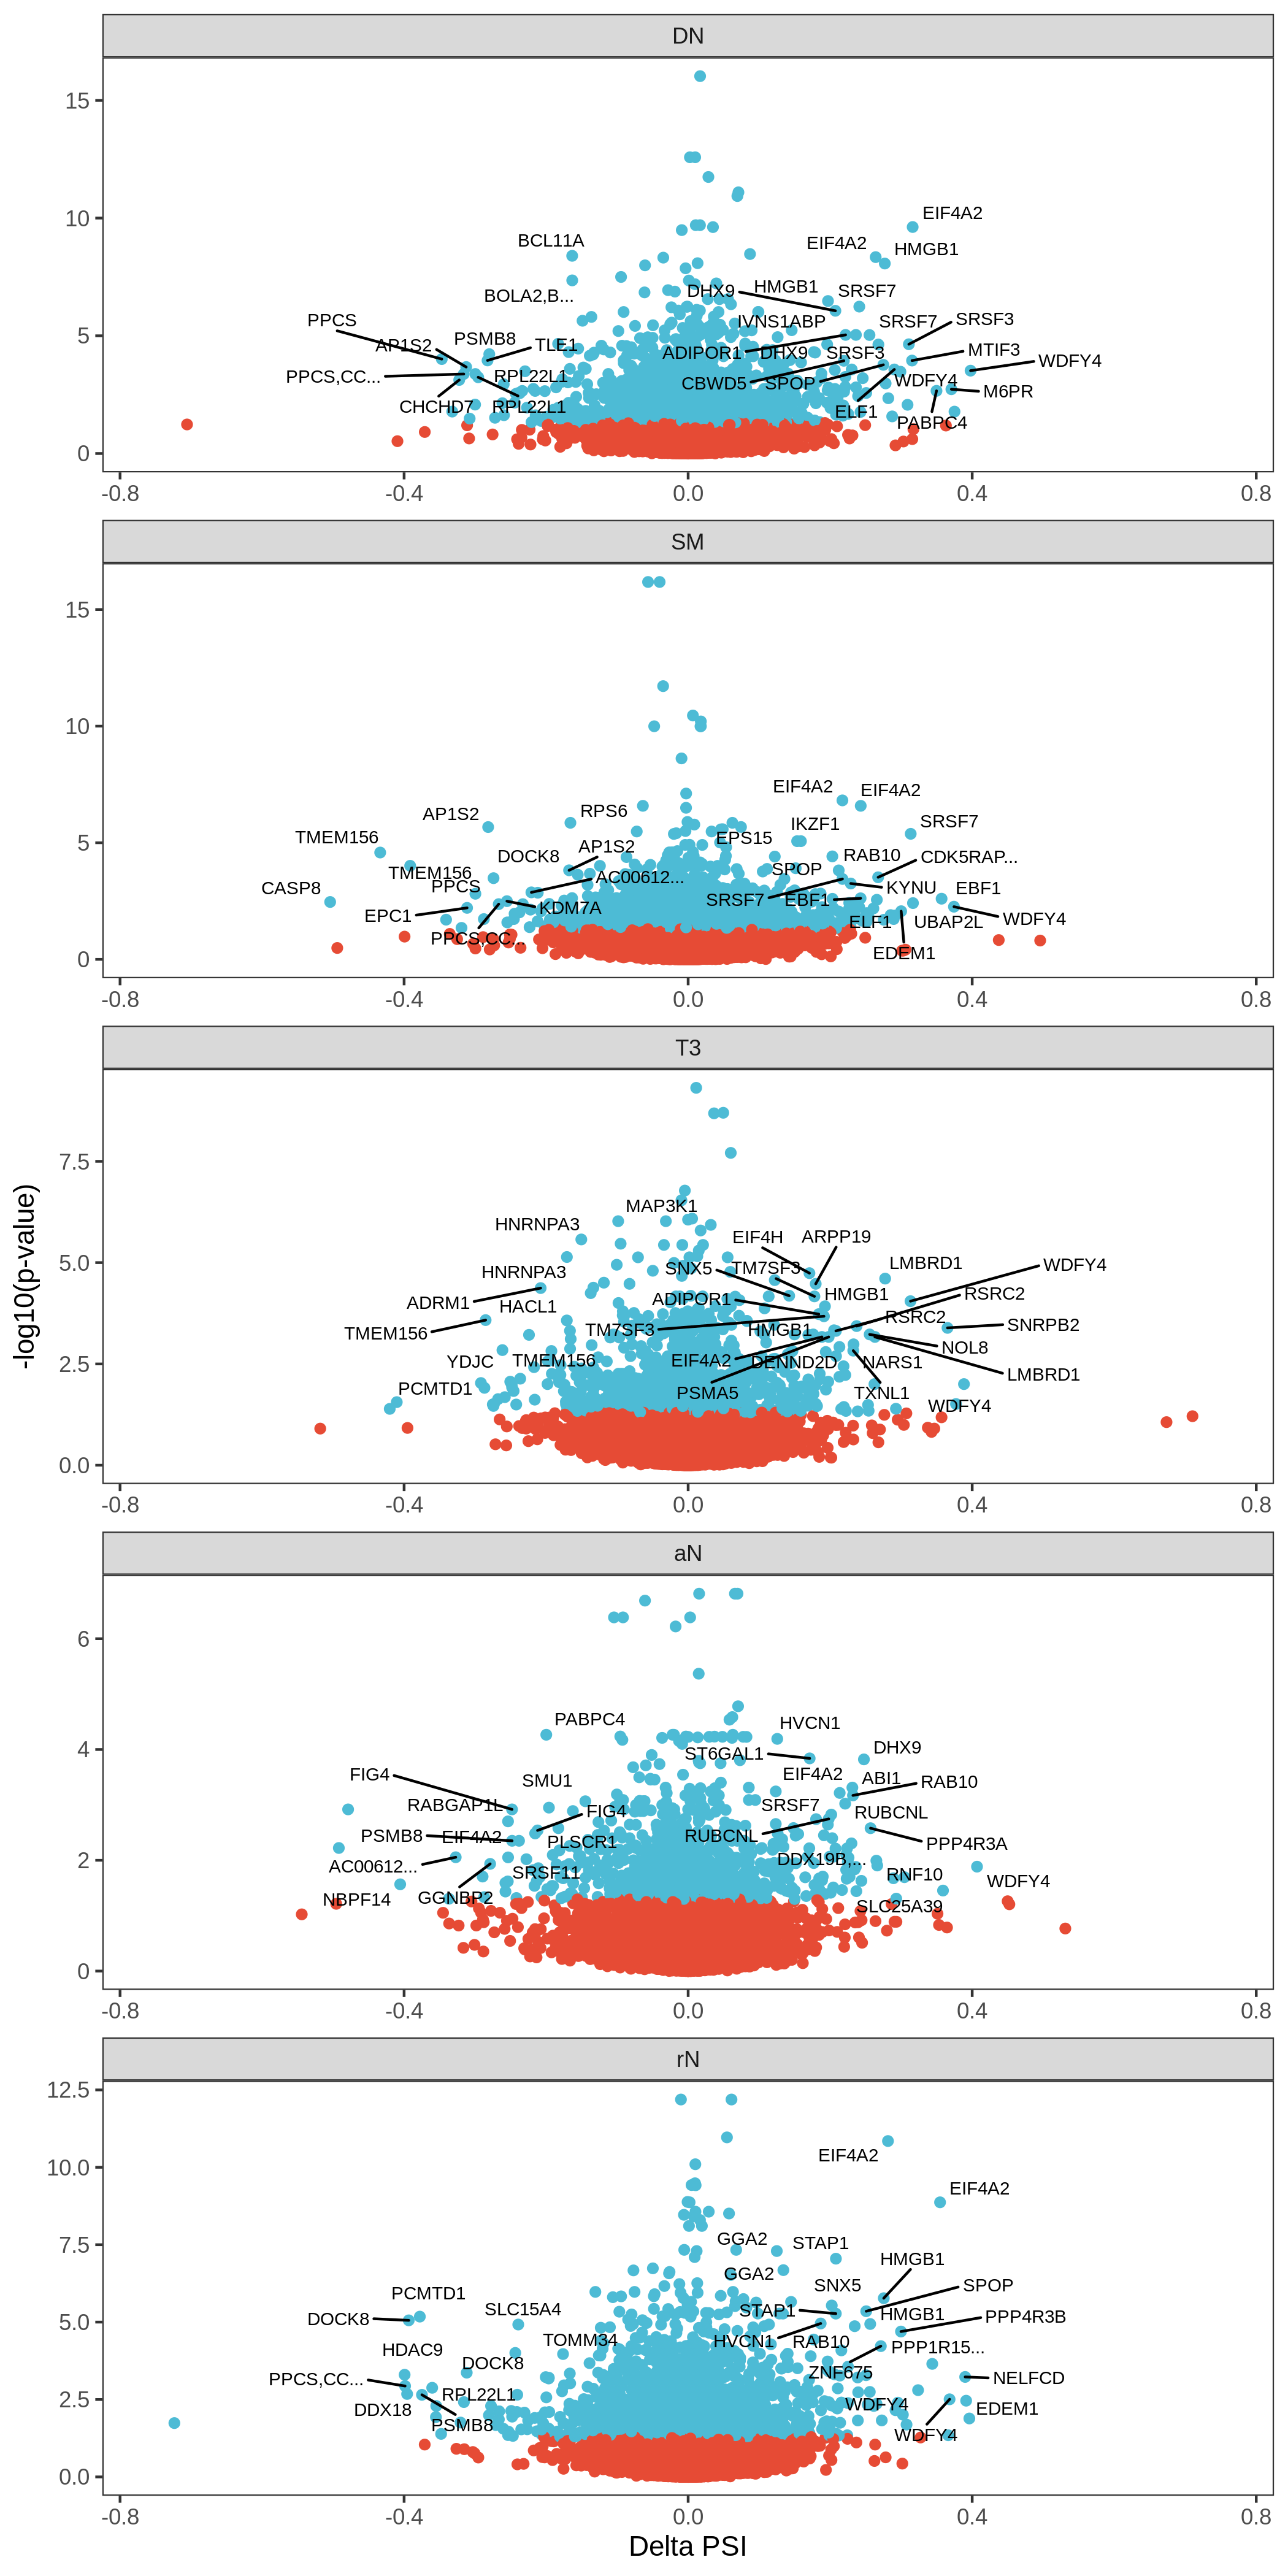 DN
15
10
5
0
EIF4A2
BCL11A
EIF4A2
HMGB1
BOLA2,B...
DHX9
HMGB1
SRSF7
PPCS
IVNS1ABP
SRSF7
SRSF3
AP1S2
PSMB8
TLE1
ADIPOR1
DHX9
SRSF3
MTIF3
WDFY4
PPCS,CC...
RPL22L1
CBWD5
SPOP
WDFY4
M6PR
CHCHD7
RPL22L1
ELF1
PABPC4
-0.8
-0.4
0.0
0.4
0.8
SM
15
10
5
0
EIF4A2
EIF4A2
AP1S2
RPS6
IKZF1
SRSF7
TMEM156
EPS15
DOCK8
AP1S2
RAB10
CDK5RAP...
TMEM156
SPOP
CASP8
PPCS
AC00612...
KYNU
EBF1
SRSF7
EBF1
EPC1
KDM7A
ELF1
UBAP2L
WDFY4
PPCS,CC...
EDEM1
-0.8
-0.4
0.0
0.4
0.8
T3
7.5
5.0
2.5
0.0
MAP3K1
HNRNPA3
EIF4H
ARPP19
HNRNPA3
SNX5
TM7SF3
LMBRD1
WDFY4
ADRM1
HACL1
ADIPOR1
HMGB1
RSRC2
TMEM156
TM7SF3
HMGB1
RSRC2
SNRPB2
YDJC
TMEM156
EIF4A2
DENND2D
NARS1
NOL8
LMBRD1
PCMTD1
PSMA5
TXNL1
WDFY4
-0.8
-0.4
0.0
0.4
0.8
aN
6
4
2
0
PABPC4
HVCN1
ST6GAL1
DHX9
FIG4
SMU1
EIF4A2
ABI1
RAB10
RABGAP1L
FIG4
SRSF7
RUBCNL
PSMB8
EIF4A2
PLSCR1
RUBCNL
PPP4R3A
AC00612...
SRSF11
DDX19B,...
RNF10
WDFY4
NBPF14
GGNBP2
SLC25A39
-0.8
-0.4
0.0
0.4
0.8
rN
12.5
10.0
7.5
5.0
2.5
0.0
EIF4A2
EIF4A2
GGA2
STAP1
HMGB1
GGA2
SNX5
SPOP
PCMTD1
DOCK8
SLC15A4
STAP1
HMGB1
PPP4R3B
HDAC9
TOMM34
HVCN1
RAB10
PPP1R15...
DOCK8
ZNF675
PPCS,CC...
RPL22L1
NELFCD
DDX18
WDFY4
EDEM1
PSMB8
WDFY4
-0.8
-0.4
0.0
0.4
0.8
Delta PSI
-log10(p-value)